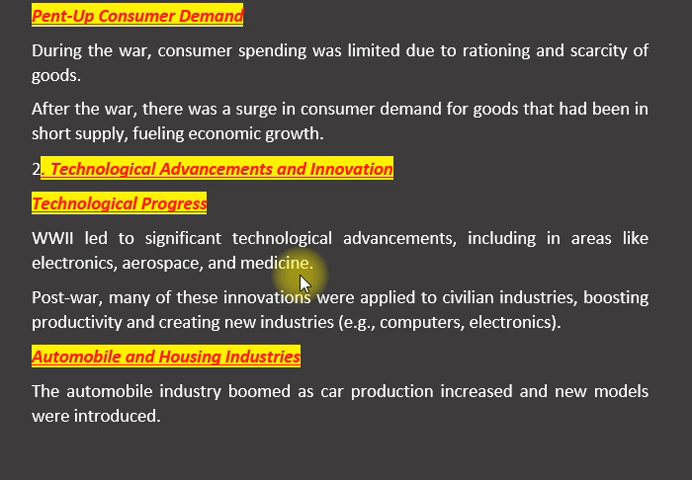 Pent-Up Consumer Demand
During the war, consumer spending was limited due to rationing and scarcity of
goods.
After the war, there was a surge in consumer demand for goods that had been in
short supply, fueling economic growth.
2. Technological Advancements and Innovation
Technological Progress
WWII led to significant technological advancements, including in areas like
electronics, aerospace, and medicine.
Post-war, many of these innovations were applied to civilian industries, boosting
productivity and creating new industries (e.g., computers, electronics).
Automobile and Housing Industries
The automobile industry boomed as car production increased and new models
were introduced.